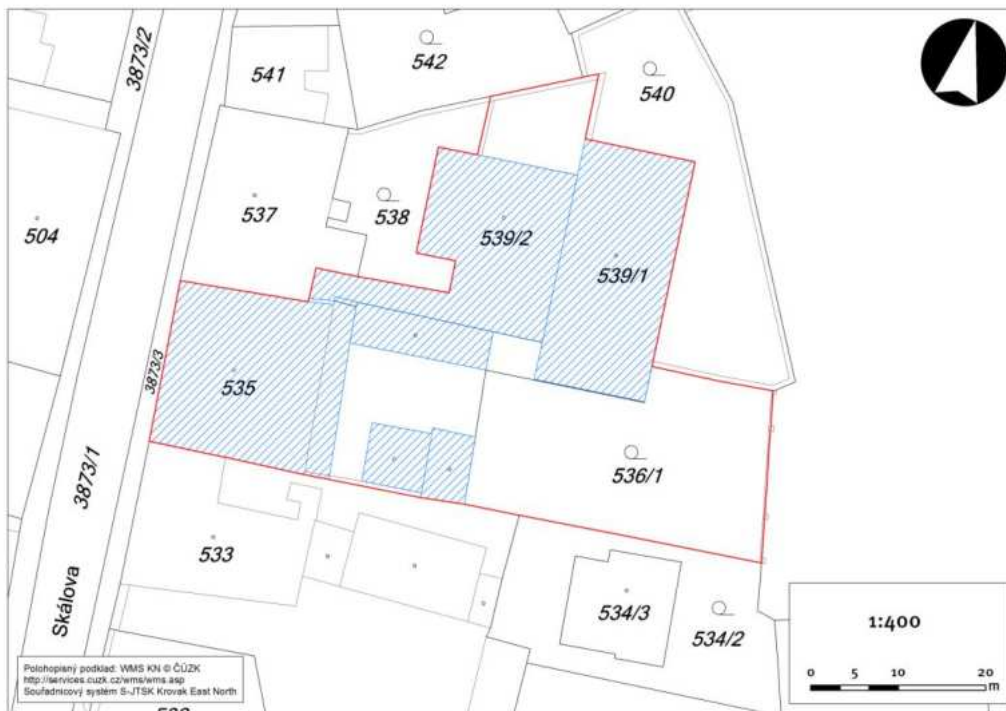 3873/2
541
542
540
504
537
538
539/2
539/1
3873/3
535
536/1
3873/1
533
534/3
534/2
Skálova
1:400
0 5 10 20
m
Polohopisný podklad: WMS KN © ČÚZK
http://services.cuzk.cz/wms/wms.asp
Souřadnicový systém S-JTSK Krovak East North